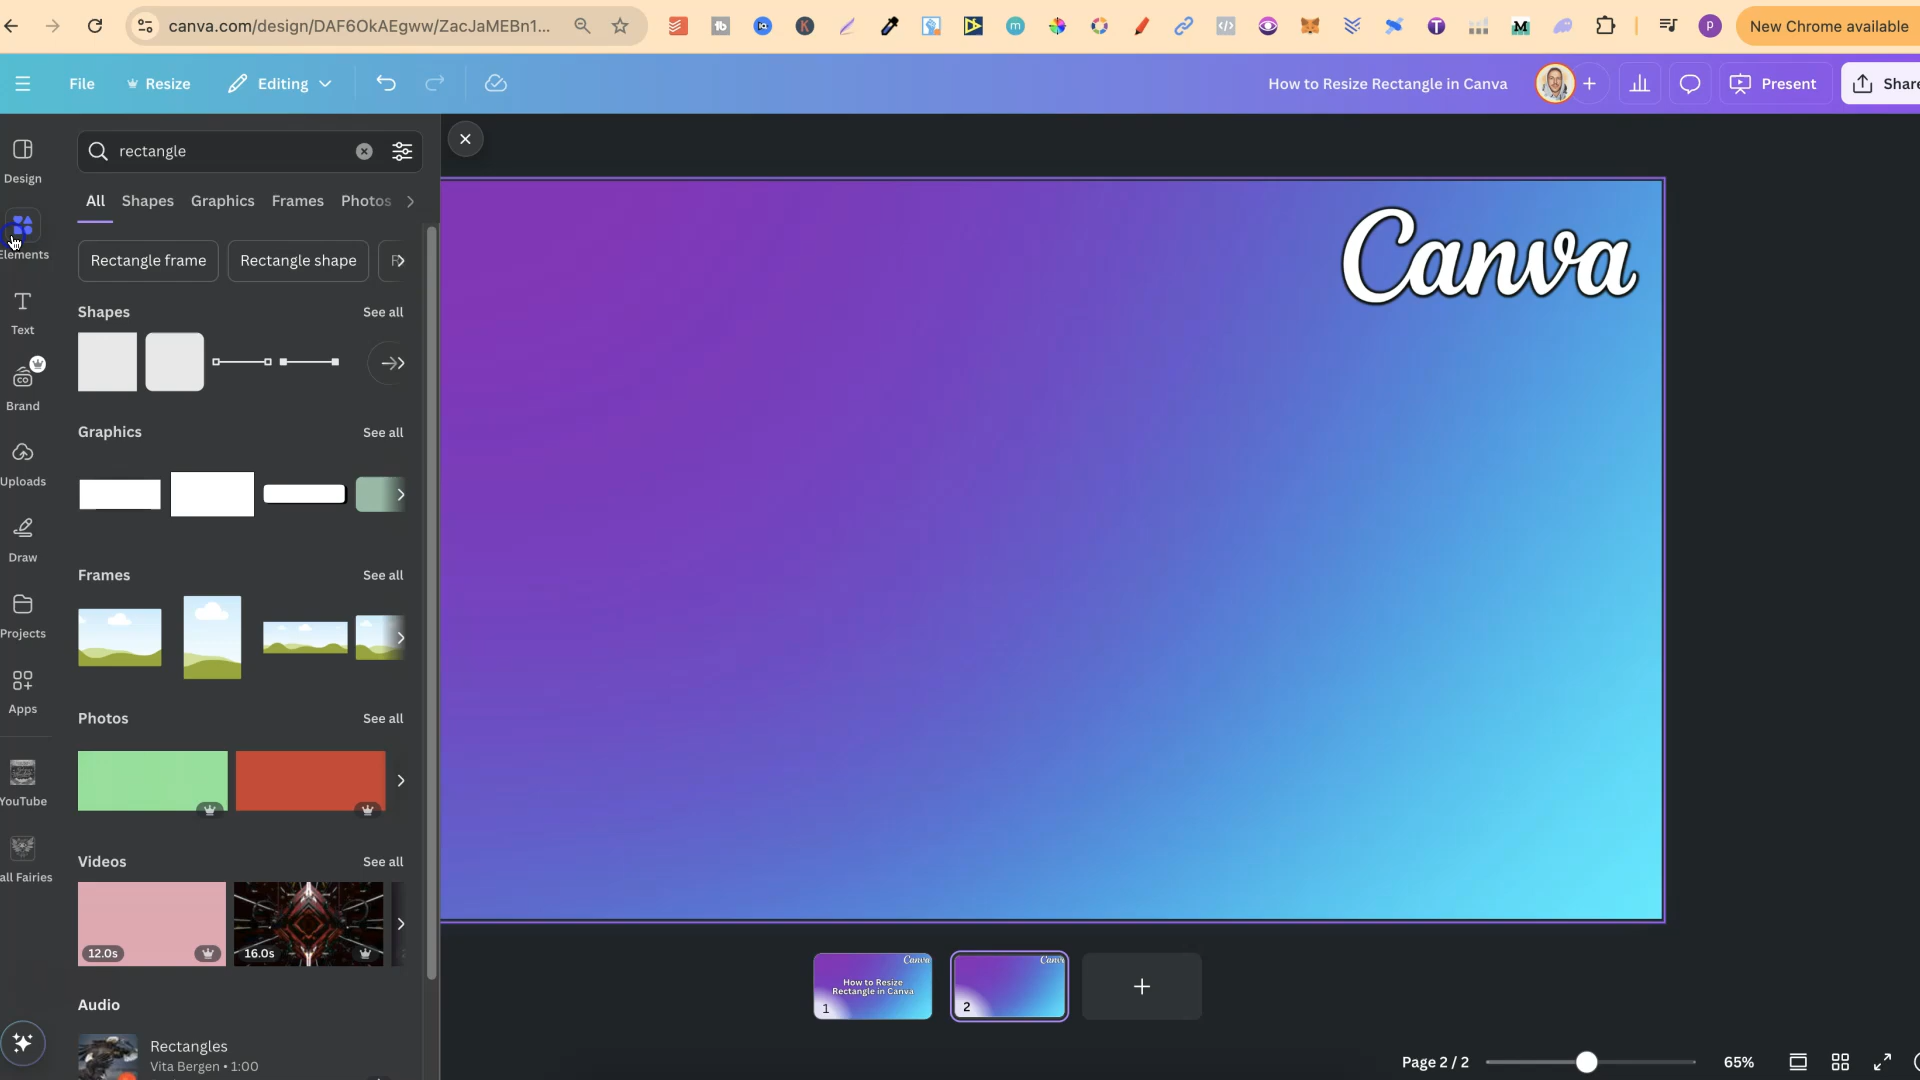 canva.com/design/DAF6OkAEgww/ZacJaMEBn1...
New Chrome available
File
Resize
Editing
How to Resize Rectangle in Canva
Present
Share
Design
Elements
Text
Brand
Uploads
Draw
Projects
Apps
YouTube
all Fairies
rectangle
All
Shapes
Graphics
Frames
Photos
Rectangle frame
Rectangle shape
Shapes
See all
Graphics
See all
Frames
See all
Photos
See all
Videos
See all
12.0s
16.0s
Audio
Rectangles
Vita Bergen • 1:00
Canva
Canva
How to Resize
Rectangle in Canva
1
2
Page 2 / 2
65%